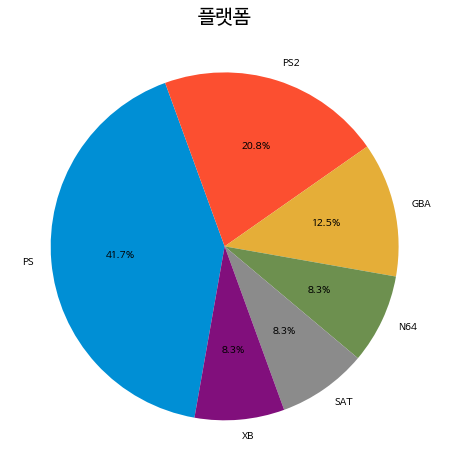 플랫폼
PS2
20.8%
GBA
12.5%
PS
41.7%
8.3%
N64
8.3%
SAT
8.3%
XB